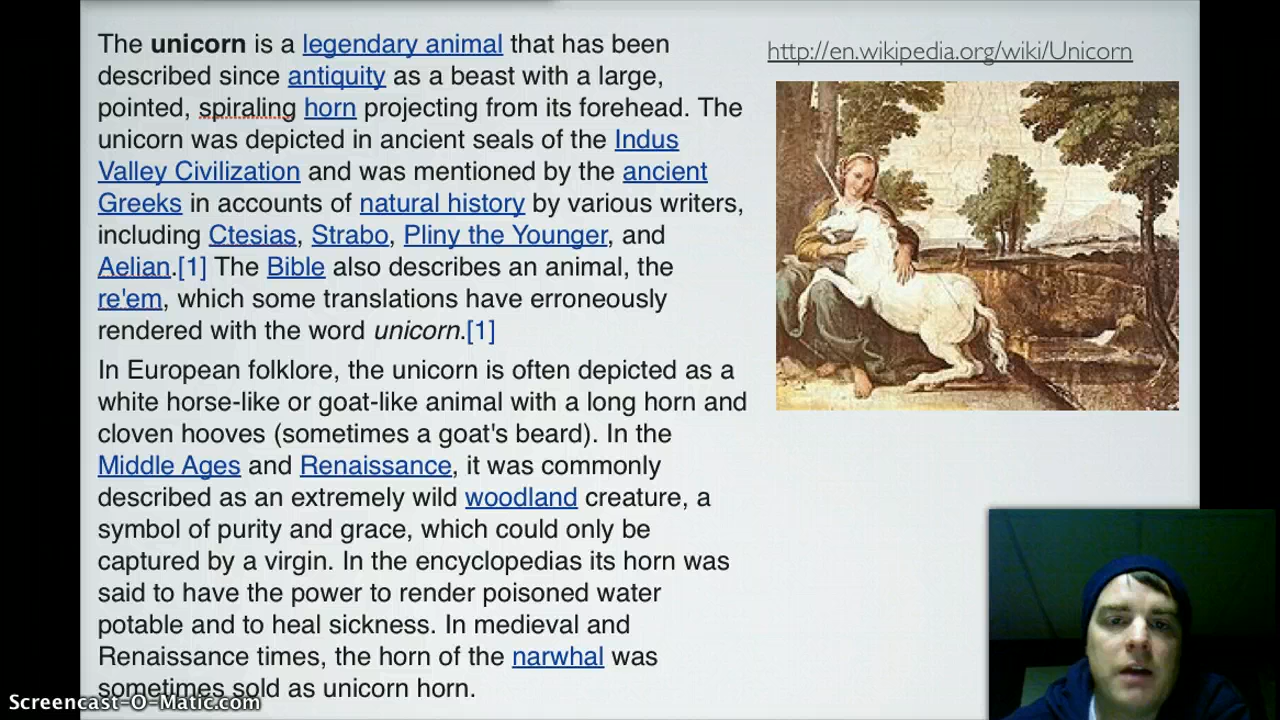 The unicorn is a legendary animal that has been
described since antiquity as a beast with a large,
pointed, spiraling horn projecting from its forehead. The
unicorn was depicted in ancient seals of the Indus
Valley Civilization and was mentioned by the ancient
Greeks in accounts of natural history by various writers,
including Ctesias, Strabo, Pliny the Younger, and
Aelian.[1] The Bible also describes an animal, the
re'em, which some translations have erroneously
rendered with the word unicorn.[1]
In European folklore, the unicorn is often depicted as a
white horse-like or goat-like animal with a long horn and
cloven hooves (sometimes a goat's beard). In the
Middle Ages and Renaissance, it was commonly
described as an extremely wild woodland creature, a
symbol of purity and grace, which could only be
captured by a virgin. In the encyclopedias its horn was
said to have the power to render poisoned water
potable and to heal sickness. In medieval and
Renaissance times, the horn of the narwhal was
sometimes sold as unicorn horn.
http://en.wikipedia.org/wiki/Unicorn
Screencast-O-Matic.com